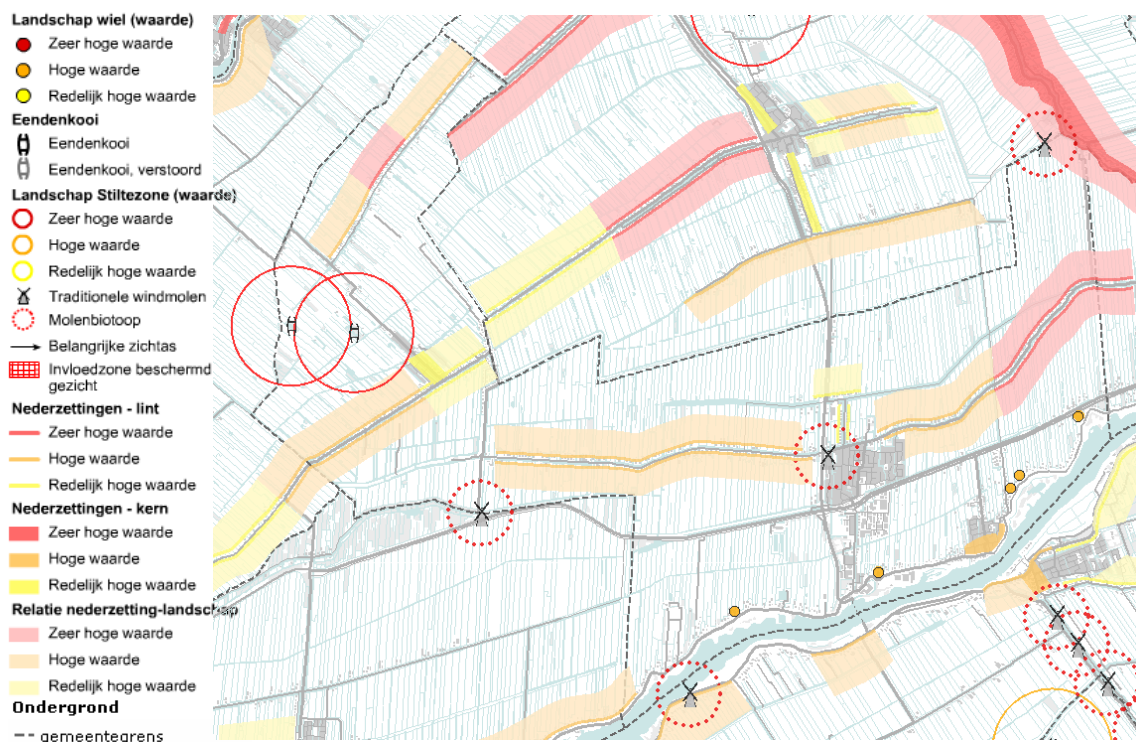 Landschap wiel (waarde)
Zeer hoge waarde
Hoge waarde
Redelijk hoge waarde
Eendenkooi
Eendenkooi
Eendenkooi, verstoord
Landschap Stiltezone (waarde)
Zeer hoge waarde
Hoge waarde
Redelijk hoge waarde
Traditionele windmolen
Molenbiotoop
Belangrijke zichtas
Invloedzone beschermd
gezicht
Nederzettingen - lint
Zeer hoge waarde
Hoge waarde
Redelijk hoge waarde
Nederzettingen - kern
Zeer hoge waarde
Hoge waarde
Redelijk hoge waarde
Relatie nederzetting-landschap
Zeer hoge waarde
Hoge waarde
Redelijk hoge waarde
Ondergrond
gemeentegrens